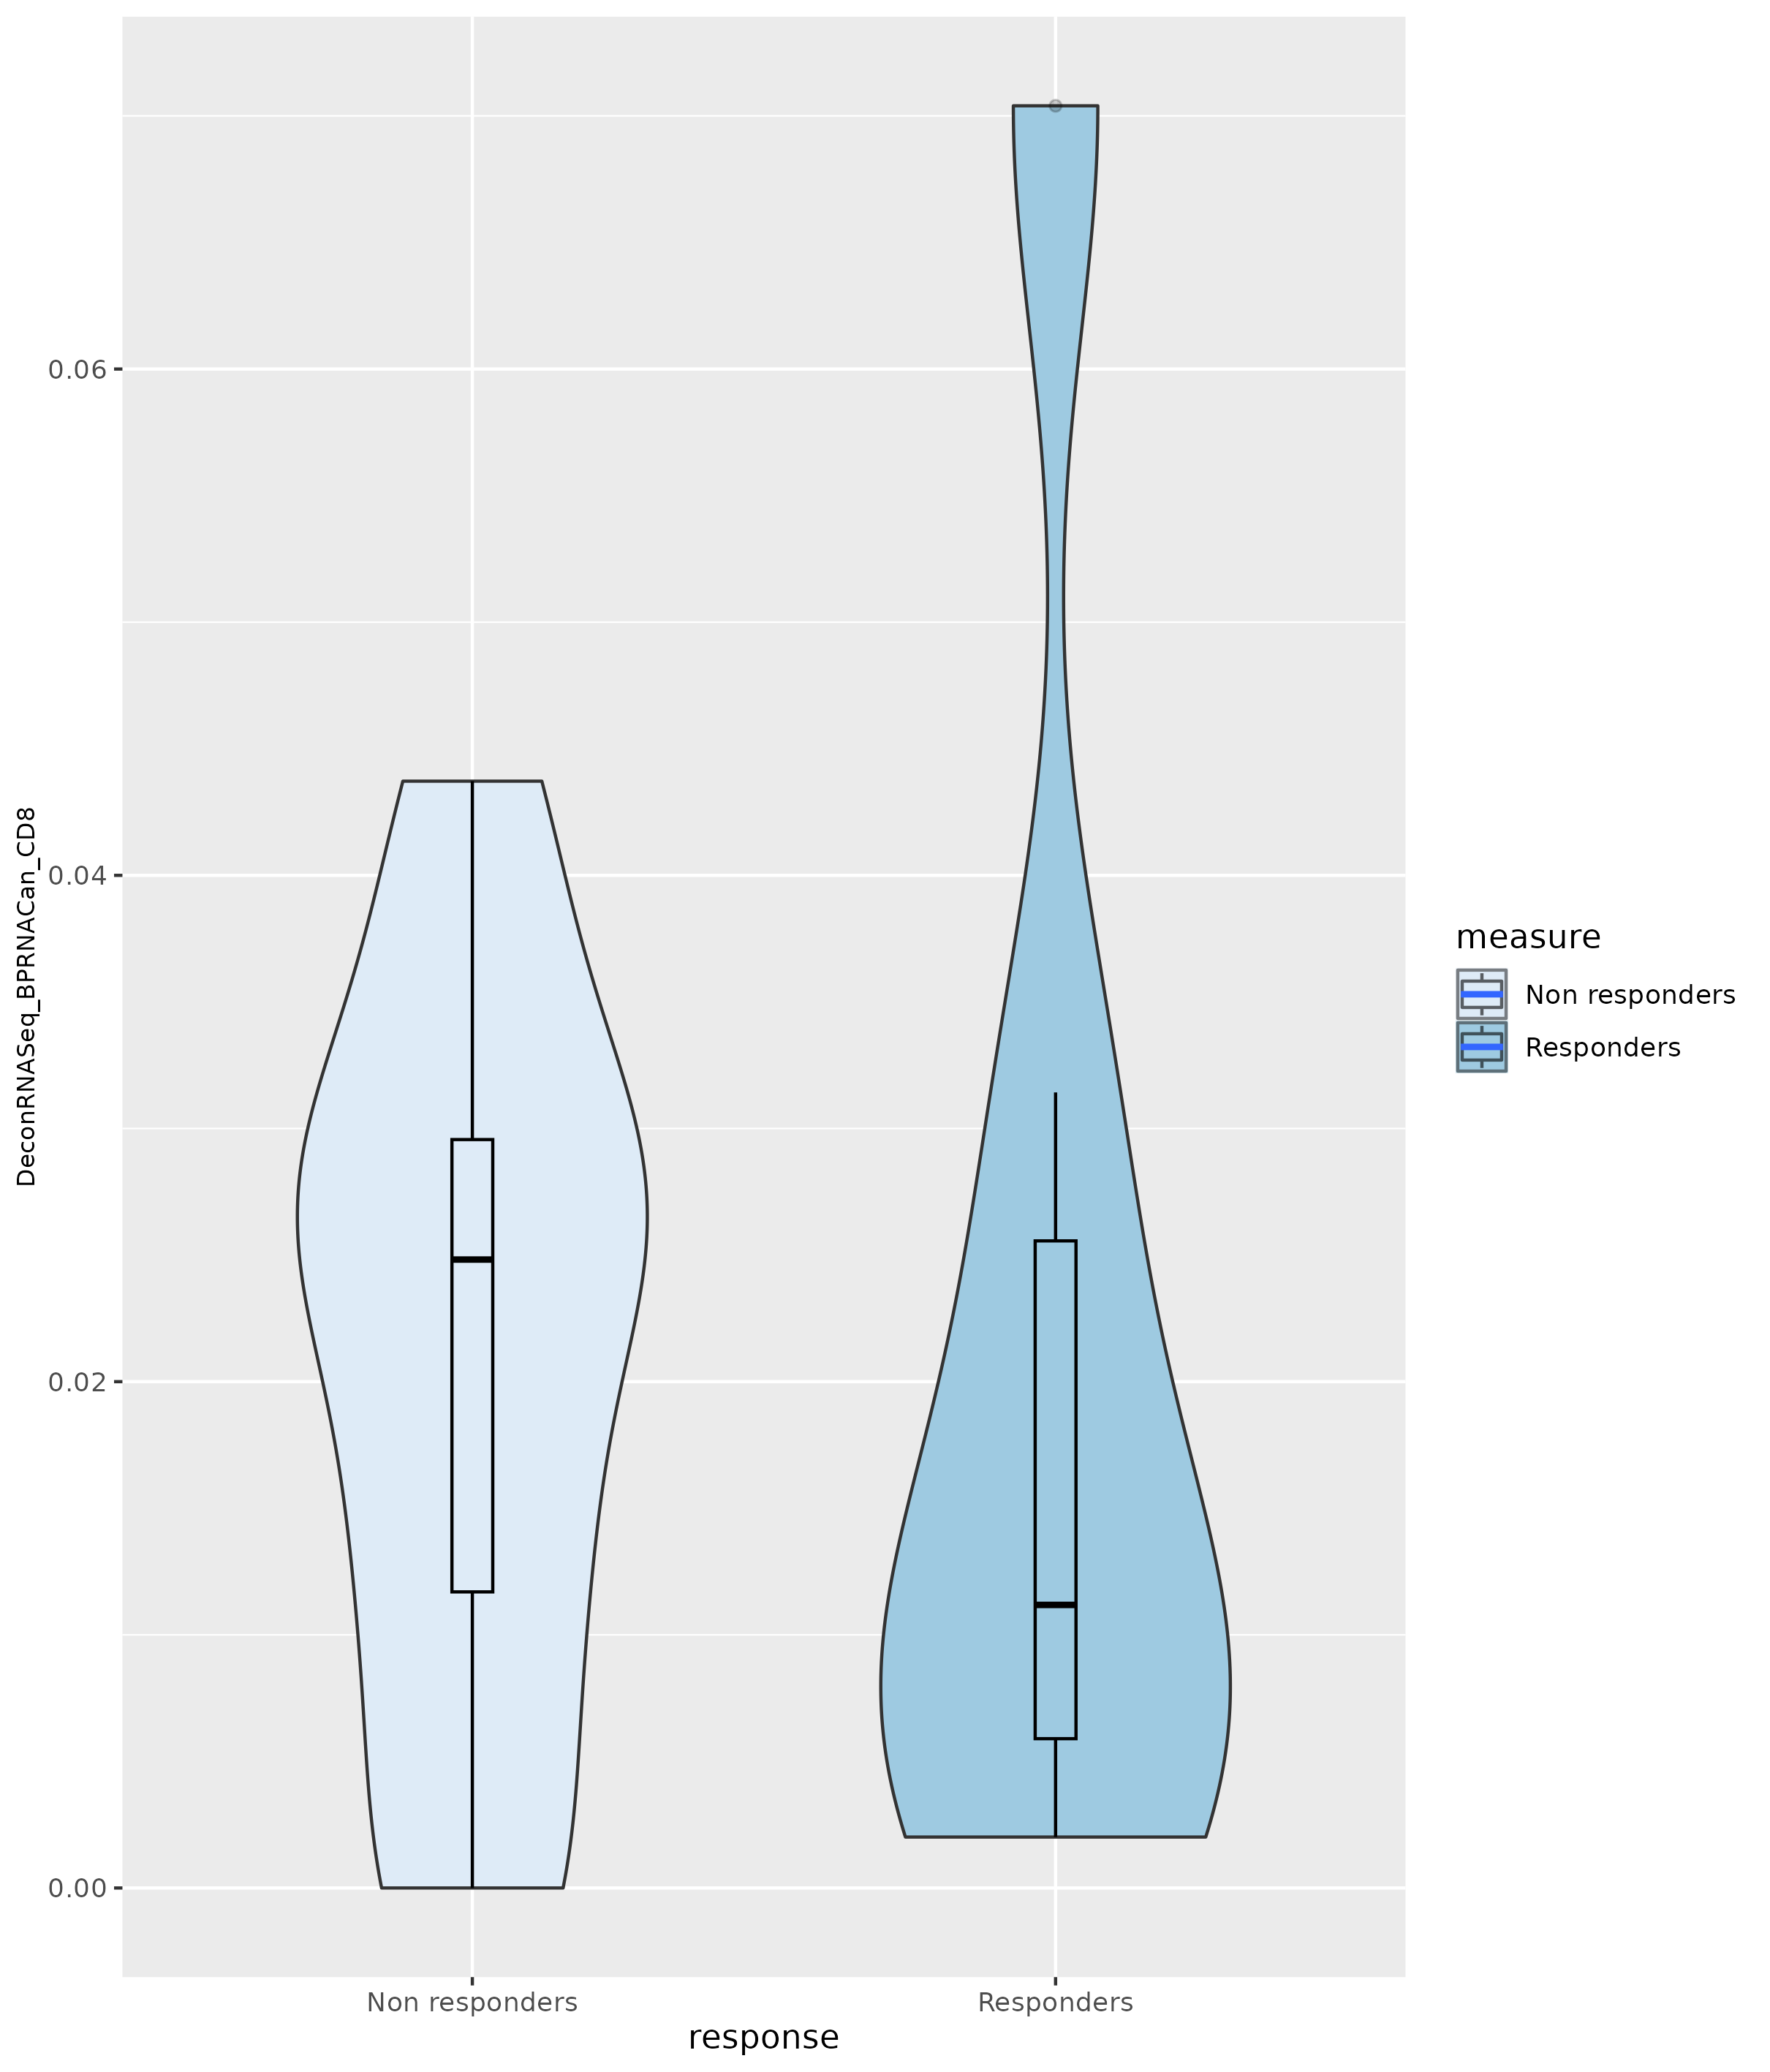 DeconRNASeq_BPRNACan_CD8
0.06
0.04
0.02
0.00
Non responders
Responders
response
measure
Non responders
Responders